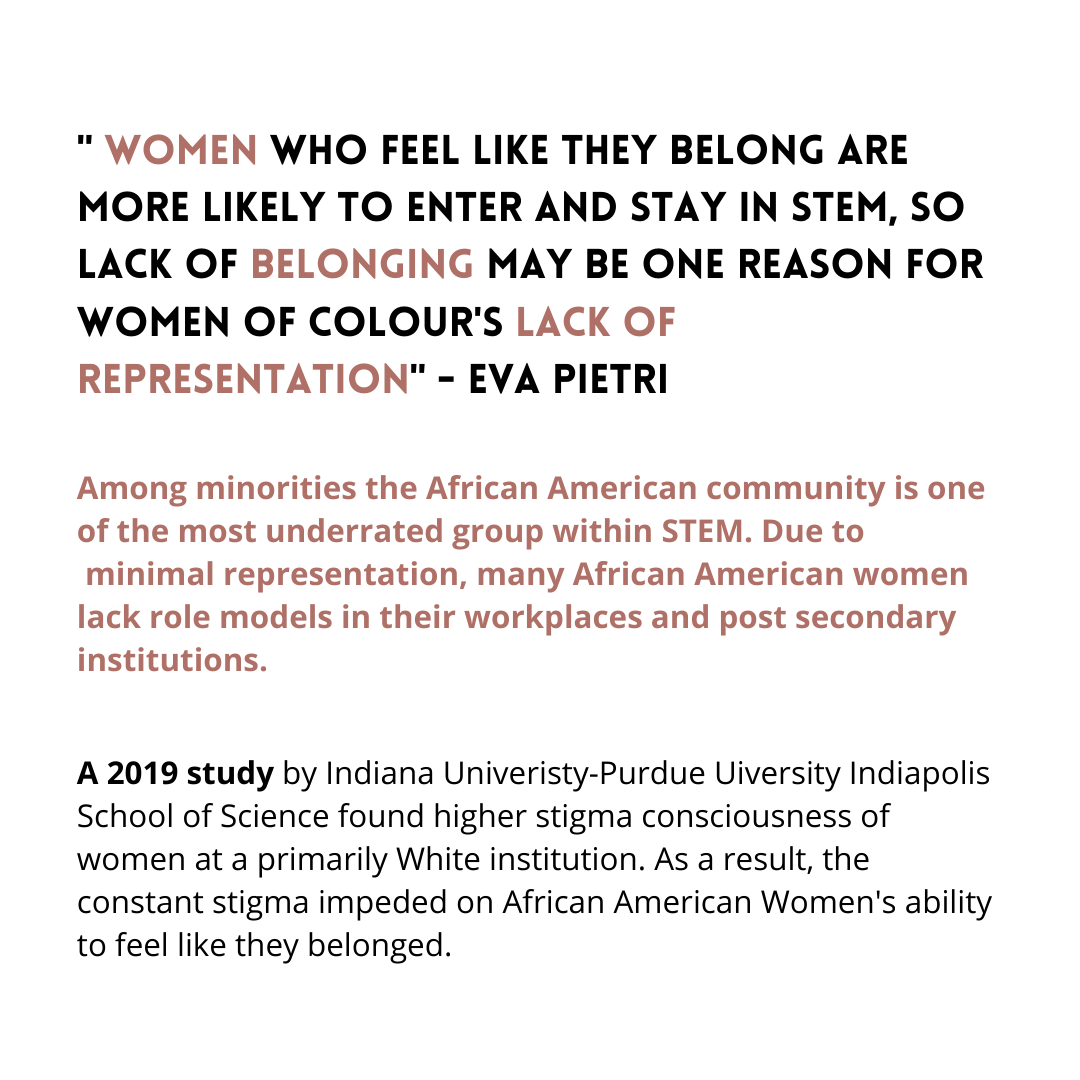 " WOMEN WHO FEEL LIKE THEY BELONG ARE
MORE LIKELY TO ENTER AND STAY IN STEM, SO
LACK OF BELONGING MAY BE ONE REASON FOR
WOMEN OF COLOUR'S LACK OF
REPRESENTATION" - EVA PIETRI
Among minorities the African American community is one
of the most underrated group within STEM. Due to
minimal representation, many African American women
lack role models in their workplaces and post secondary
institutions.
A 2019 study by Indiana Univeristy-Purdue Uiversity Indiapolis
School of Science found higher stigma consciousness of
women at a primarily White institution. As a result, the
constant stigma impeded on African American Women's ability
to feel like they belonged.